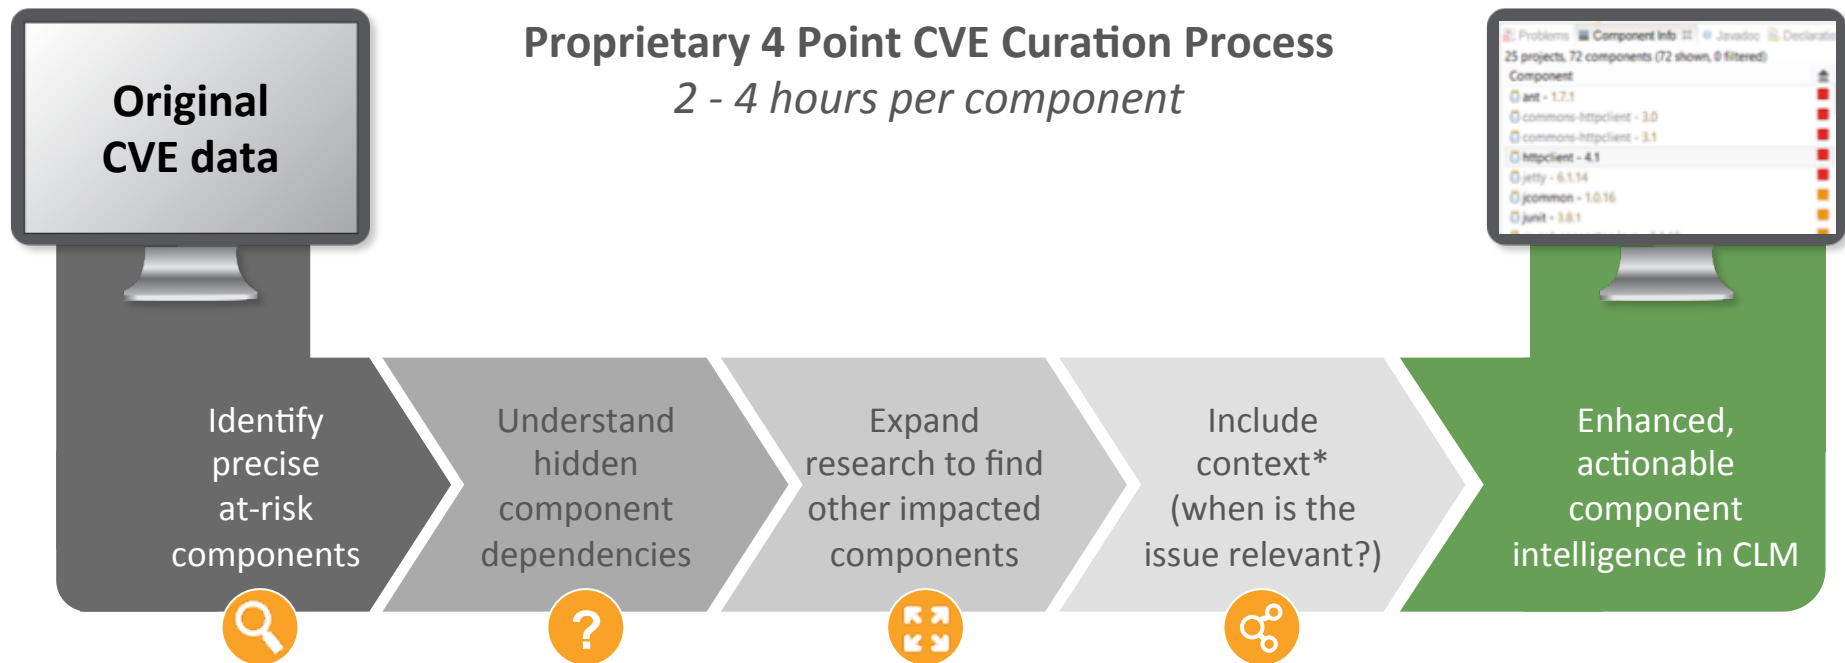 Proprietary 4 Point CVE Curation Process
2 - 4 hours per component
Original
CVE data
Problems Component Info Javadoc Declaratio
25 projects, 72 components (72 shown, 0 filtered)
Component
ant - 1.7.1
commons-httpclient - 3.0
commons-httpclient - 3.1
httpclient - 4.1
jetty - 6.1.14
jcommon - 1.0.16
junit - 3.8.1
Identify
precise
at-risk
components
Understand
hidden
component
dependencies
?
Expand
research to find
other impacted
components
Include
context*
(when is the
issue relevant?)
Enhanced,
actionable
component
intelligence in CLM